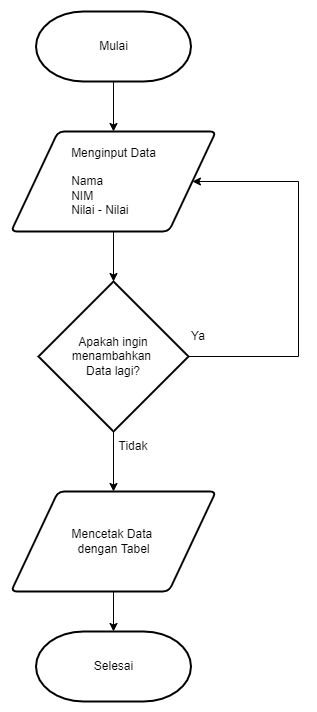 Mulai
Menginput Data
Nama
NIM
Nilai - Nilai
Apakah ingin
menambahkan
Data lagi?
Ya
Tidak
Mencetak Data
dengan Tabel
Selesai